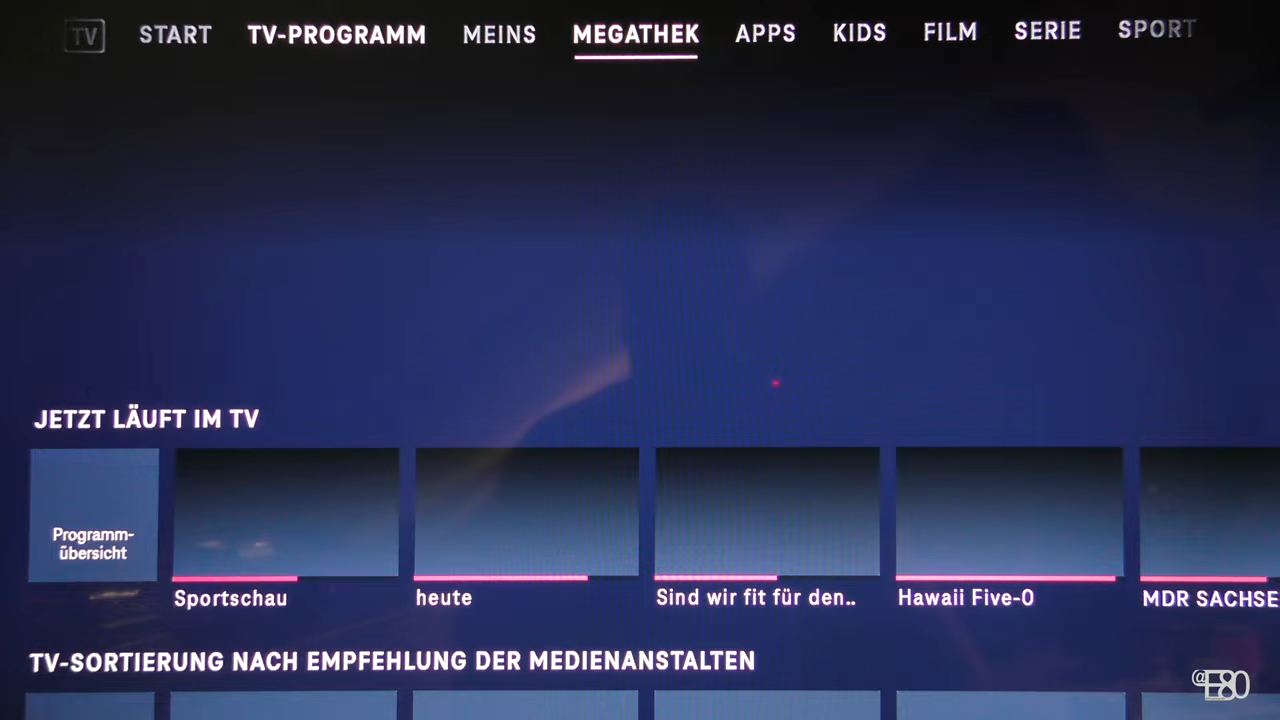 TV START TV-PROGRAMM MEINS MEGATHEK APPS KIDS FILM SERIE SPORT
JETZT LÄUFT IM TV
Programm-
übersicht
Sportschau
heute
Sind wir fit für den..
Hawaii Five-0
MDR SACHSE
TV-SORTIERUNG NACH EMPFEHLUNG DER MEDIENANSTALTEN
@E80